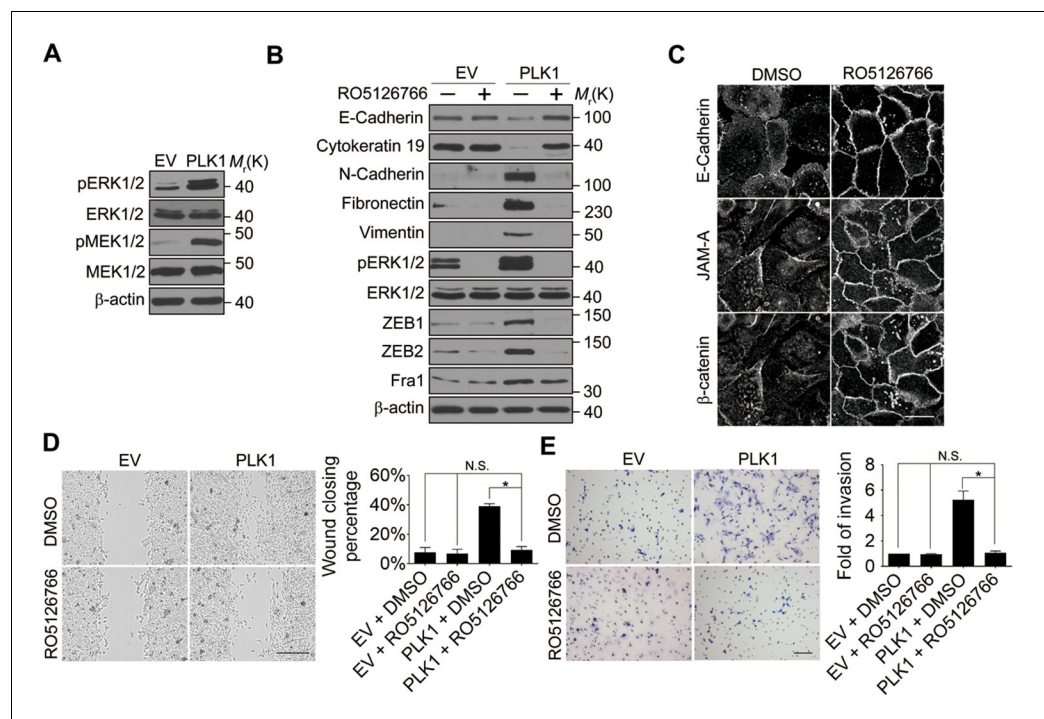 A
EV PLK1 Mr(K)
pERK1/2 40
ERK1/2 40
pMEK1/2 50
MEK1/2 50
β-actin 40
B
EV PLK1
RO5126766 — + — + Mr(K)
E-Cadherin 100
Cytokeratin 19 40
N-Cadherin 100
Fibronectin 230
Vimentin 50
pERK1/2 40
ERK1/2 40
ZEB1 150
ZEB2 150
Fra1 30
β-actin 40
C
DMSO RO5126766
E-Cadherin
JAM-A
β-catenin
D
EV PLK1
DMSO
RO5126766
Wound closing
percentage
60%
40%
20%
0%
N.S.
*
EV + DMSO
EV + RO5126766
PLK1 + DMSO
PLK1 + RO5126766
E
EV PLK1
DMSO
RO5126766
Fold of invasion
8
6
4
2
0
N.S.
*
EV + DMSO
EV + RO5126766
PLK1 + DMSO
PLK1 + RO5126766